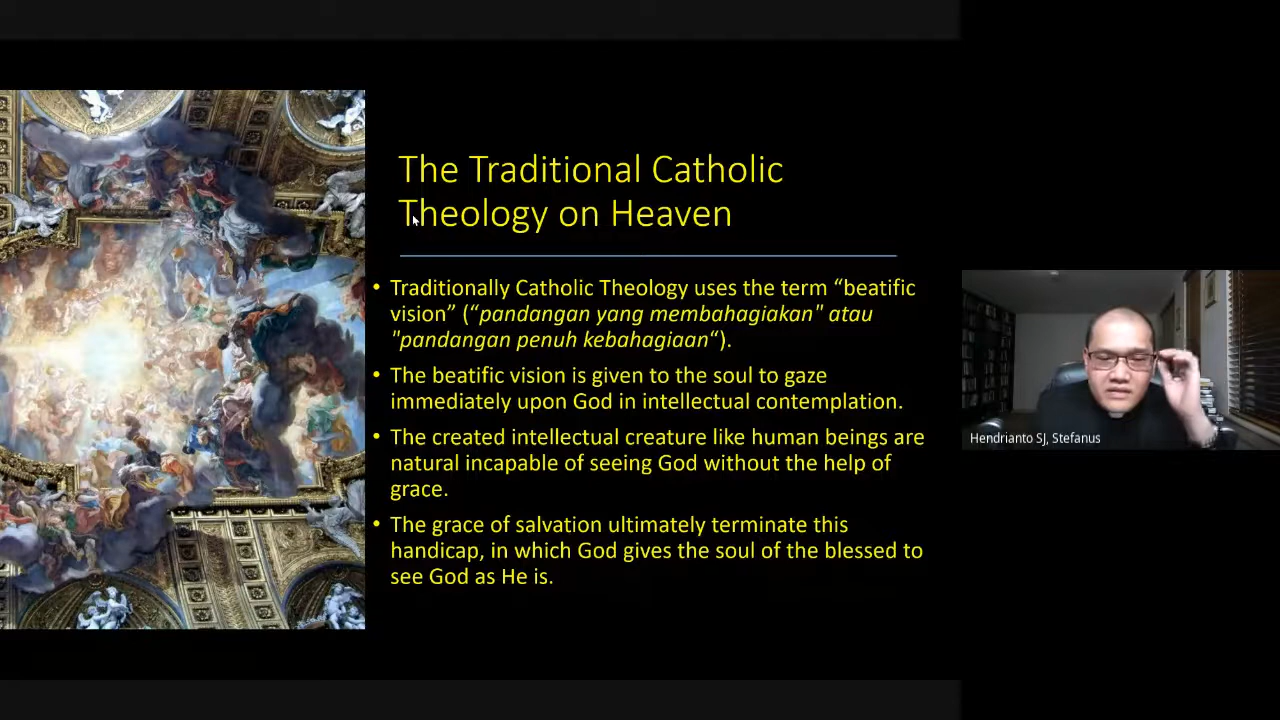 The Traditional Catholic
Theology on Heaven
• Traditionally Catholic Theology uses the term “beatific
vision” (“pandangan yang membahagiakan" atau
"pandangan penuh kebahagiaan“).
• The beatific vision is given to the soul to gaze
immediately upon God in intellectual contemplation.
• The created intellectual creature like human beings are
natural incapable of seeing God without the help of
grace.
• The grace of salvation ultimately terminate this
handicap, in which God gives the soul of the blessed to
see God as He is.
Hendrianto SJ, Stefanus